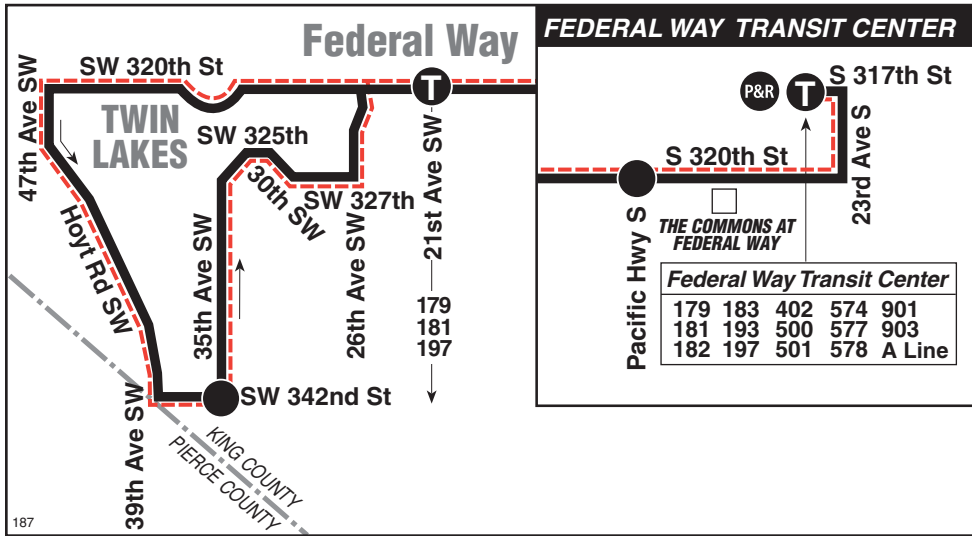 Federal Way
SW 320th St
47th Ave SW
TWIN
LAKES
SW 325th
30th SW
SW 327th
T
21st Ave SW
Hoyt Rd SW
35th Ave SW
26th Ave SW
179
181
197
SW 342nd St
39th Ave SW
KING COUNTY
PIERCE COUNTY
187
FEDERAL WAY TRANSIT CENTER
P&R
T
S 317th St
S 320th St
23rd Ave S
Pacific Hwy S
THE COMMONS AT
FEDERAL WAY
Federal Way Transit Center
179 183 402 574 901
181 193 500 577 903
182 197 501 578 A Line